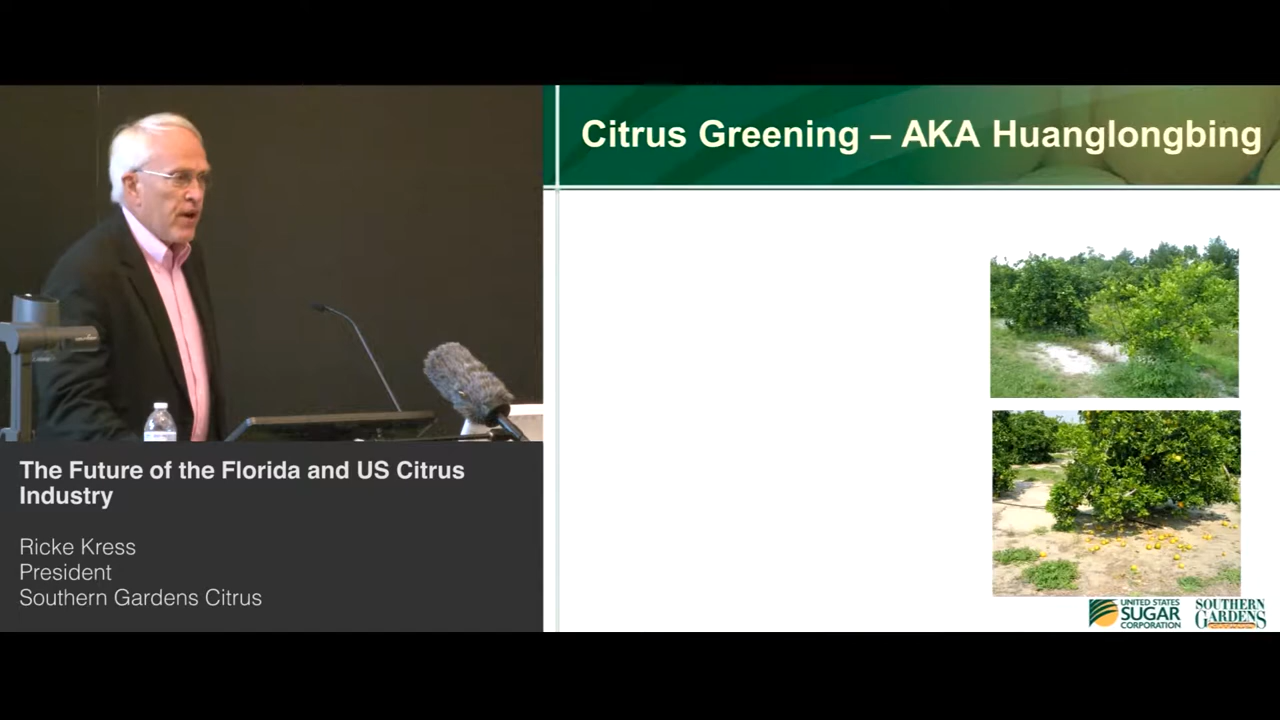 Citrus Greening – AKA Huanglongbing
The Future of the Florida and US Citrus
Industry
Ricke Kress
President
Southern Gardens Citrus
UNITED STATES
SUGAR
CORPORATION
SOUTHERN
GARDENS